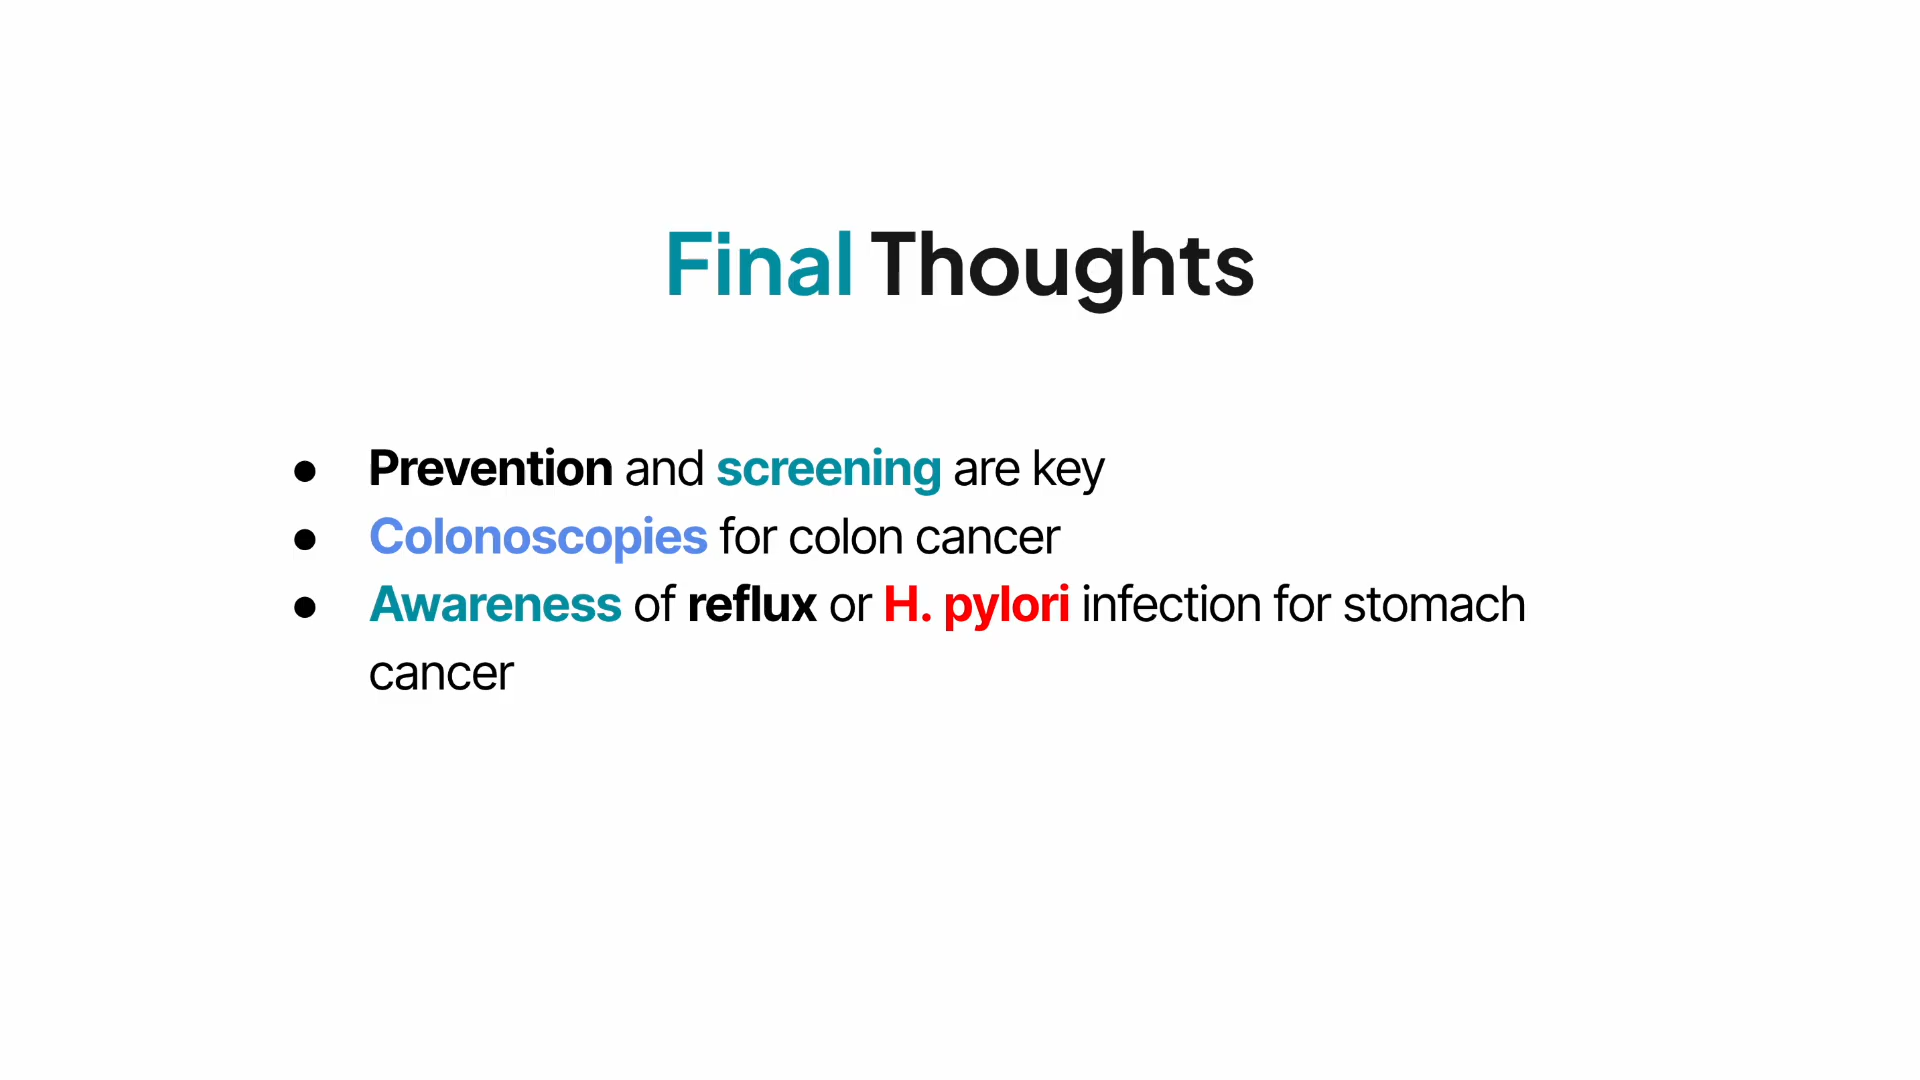 Final Thoughts
● Prevention and screening are key
● Colonoscopies for colon cancer
● Awareness of reflux or H. pylori infection for stomach
cancer